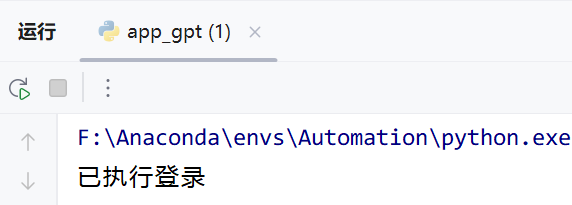 运行
app_gpt (1)
F:\Anaconda\envs\Automation\python.exe
已执行登录